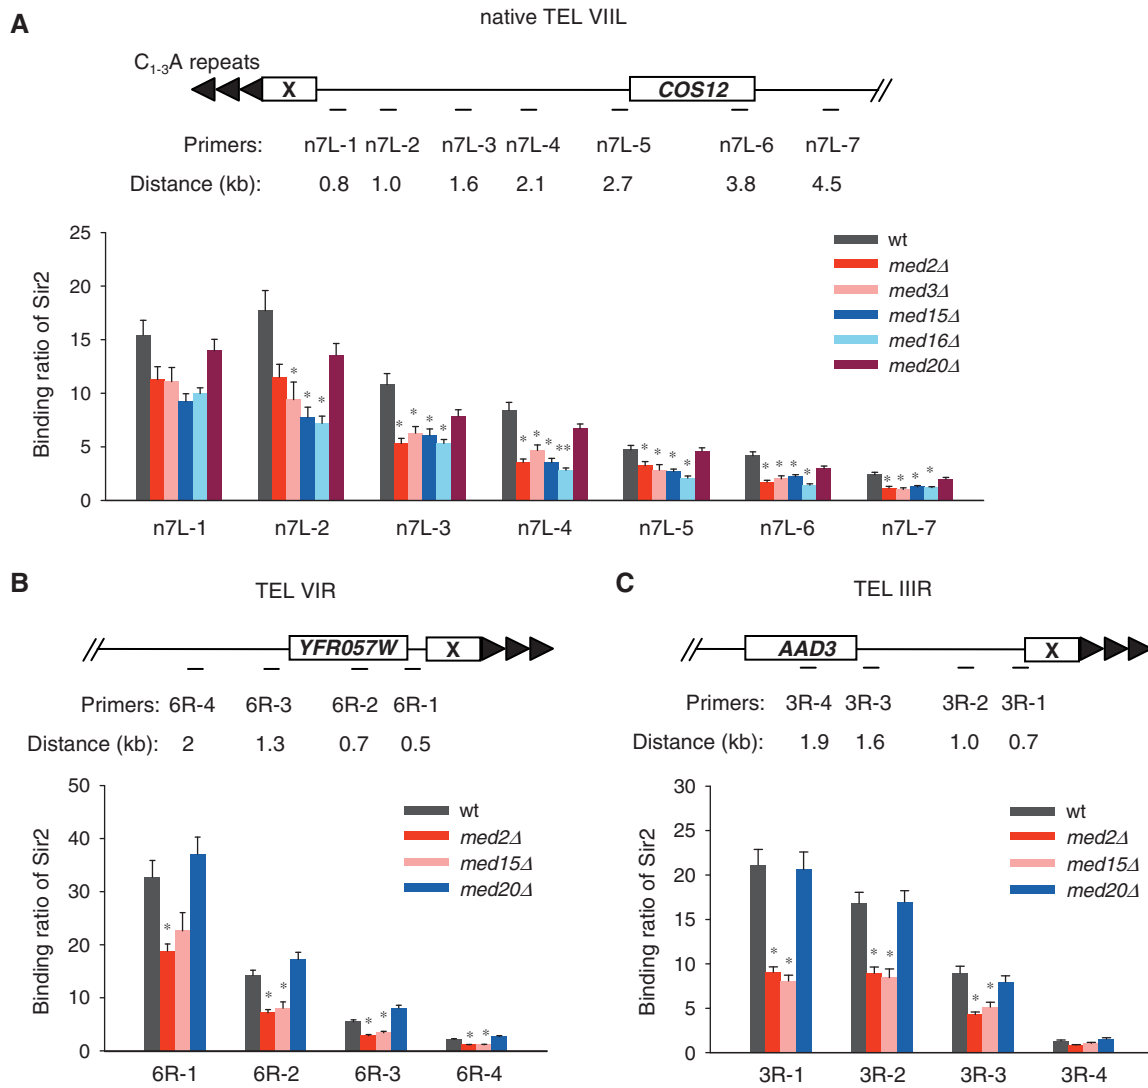 A
native TEL VIIL
C1-3A repeats
X
COS12
Primers: n7L-1 n7L-2 n7L-3 n7L-4 n7L-5 n7L-6 n7L-7
Distance (kb): 0.8 1.0 1.6 2.1 2.7 3.8 4.5
Binding ratio of Sir2
25
20
15
10
5
0
wt
med2Δ
med3Δ
med15Δ
med16Δ
med20Δ
* * *
* * * *
* * * **
* * * *
* * * *
* * * *
n7L-1 n7L-2 n7L-3 n7L-4 n7L-5 n7L-6 n7L-7
B
TEL VIR
YFR057W
X
Primers: 6R-4 6R-3 6R-2 6R-1
Distance (kb): 2 1.3 0.7 0.5
Binding ratio of Sir2
50
40
30
20
10
0
wt
med2Δ
med15Δ
med20Δ
*
* *
* *
* *
6R-1 6R-2 6R-3 6R-4
C
TEL IIIR
AAD3
X
Primers: 3R-4 3R-3 3R-2 3R-1
Distance (kb): 1.9 1.6 1.0 0.7
Binding ratio of Sir2
30
25
20
15
10
5
0
wt
med2Δ
med15Δ
med20Δ
* *
* *
* *
3R-1 3R-2 3R-3 3R-4